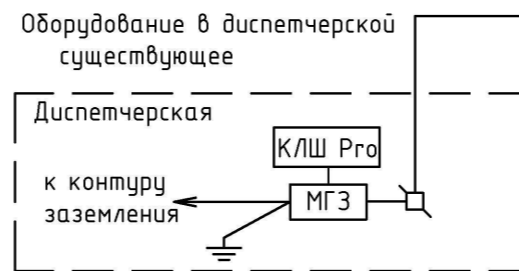 Оборудование в диспетчерской
существующее
Диспетчерская
КЛШ Pro
к контуру
заземления
МГЗ